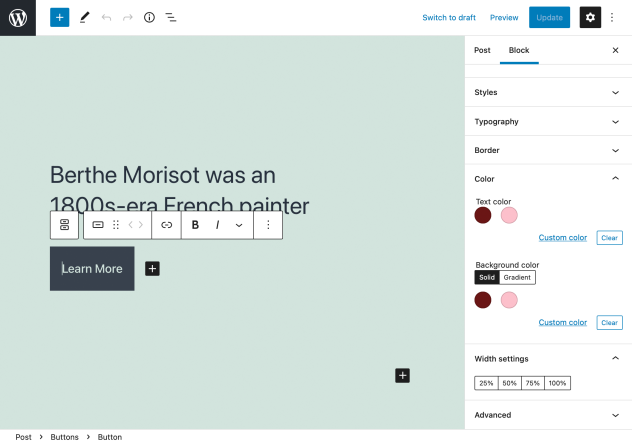 Switch to draft
Preview
Update
Post
Block
Styles
Typography
Border
Color
Text color
Custom color
Clear
Background color
Solid
Gradient
Custom color
Clear
Width settings
25%
50%
75%
100%
Advanced
Berthe Morisot was an
1800s-era French painter
B
I
Learn More
Post > Buttons > Button